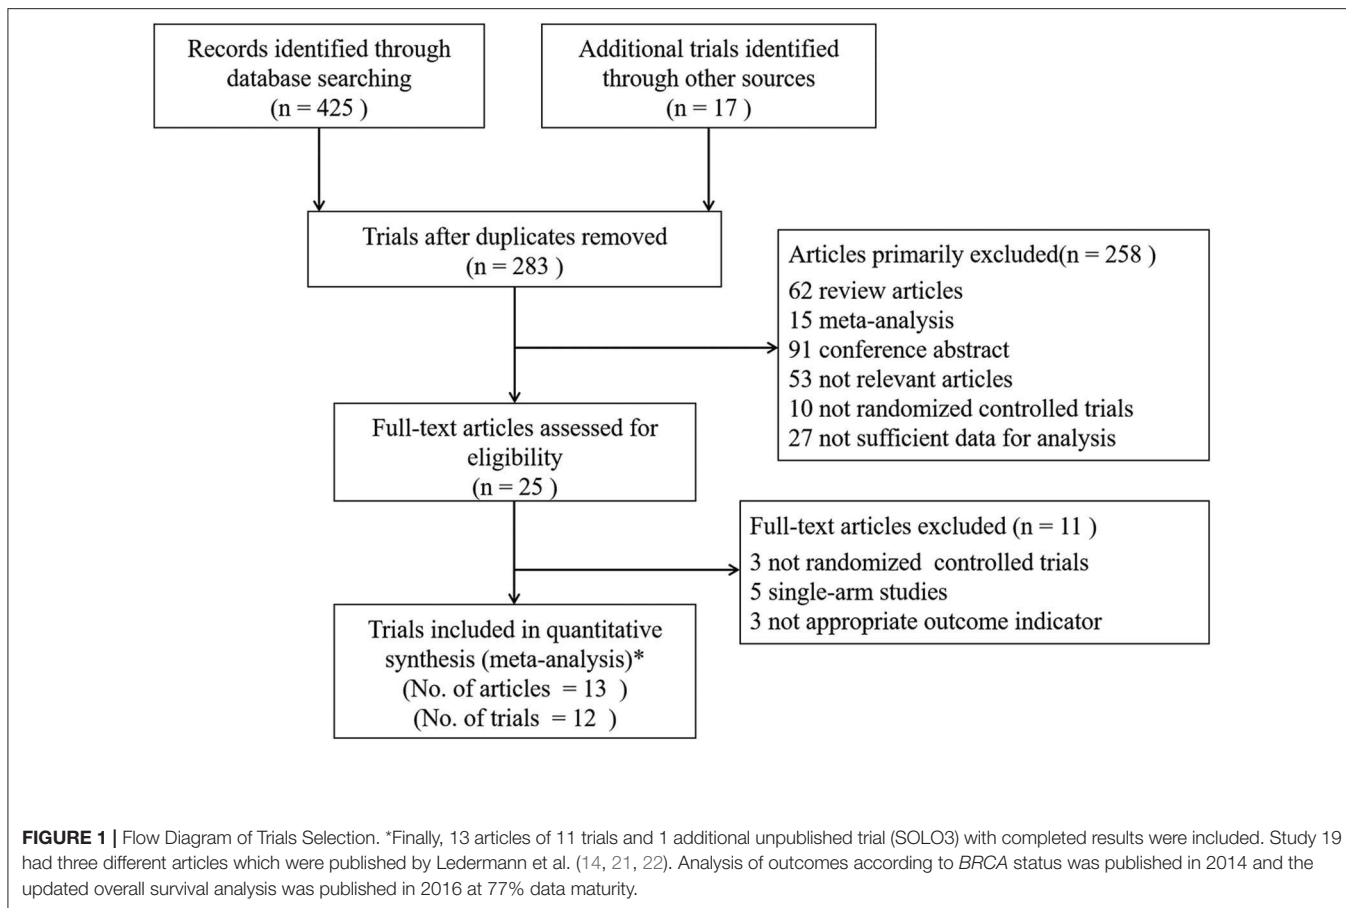 Records identified through
database searching
(n = 425 )
Additional trials identified
through other sources
(n = 17 )
Trials after duplicates removed
(n = 283 )
Articles primarily excluded(n = 258 )
62 review articles
15 meta-analysis
91 conference abstract
53 not relevant articles
10 not randomized controlled trials
27 not sufficient data for analysis
Full-text articles assessed for
eligibility
(n = 25 )
Full-text articles excluded (n = 11 )
3 not randomized controlled trials
5 single-arm studies
3 not appropriate outcome indicator
Trials included in quantitative
synthesis (meta-analysis)*
(No. of articles = 13 )
(No. of trials = 12 )
FIGURE 1 | Flow Diagram of Trials Selection. *Finally, 13 articles of 11 trials and 1 additional unpublished trial (SOLO3) with completed results were included. Study 19
had three different articles which were published by Ledermann et al. (14, 21, 22). Analysis of outcomes according to BRCA status was published in 2014 and the
updated overall survival analysis was published in 2016 at 77% data maturity.